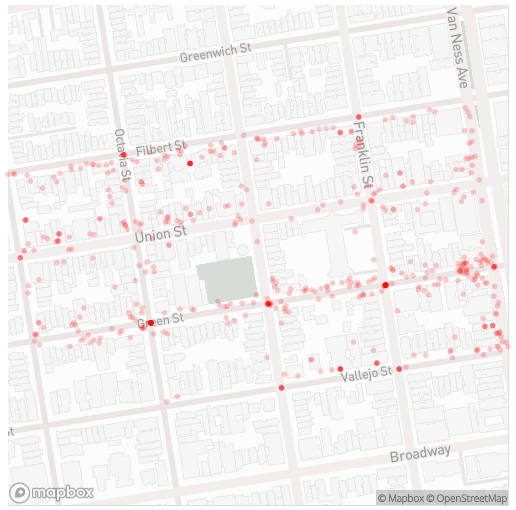 Greenwich St
Van Ness Ave
Filbert St
Franklin St
Octavia St
Union St
Green St
Vallejo St
St
Broadway
mapbox
© Mapbox © OpenStreetMap